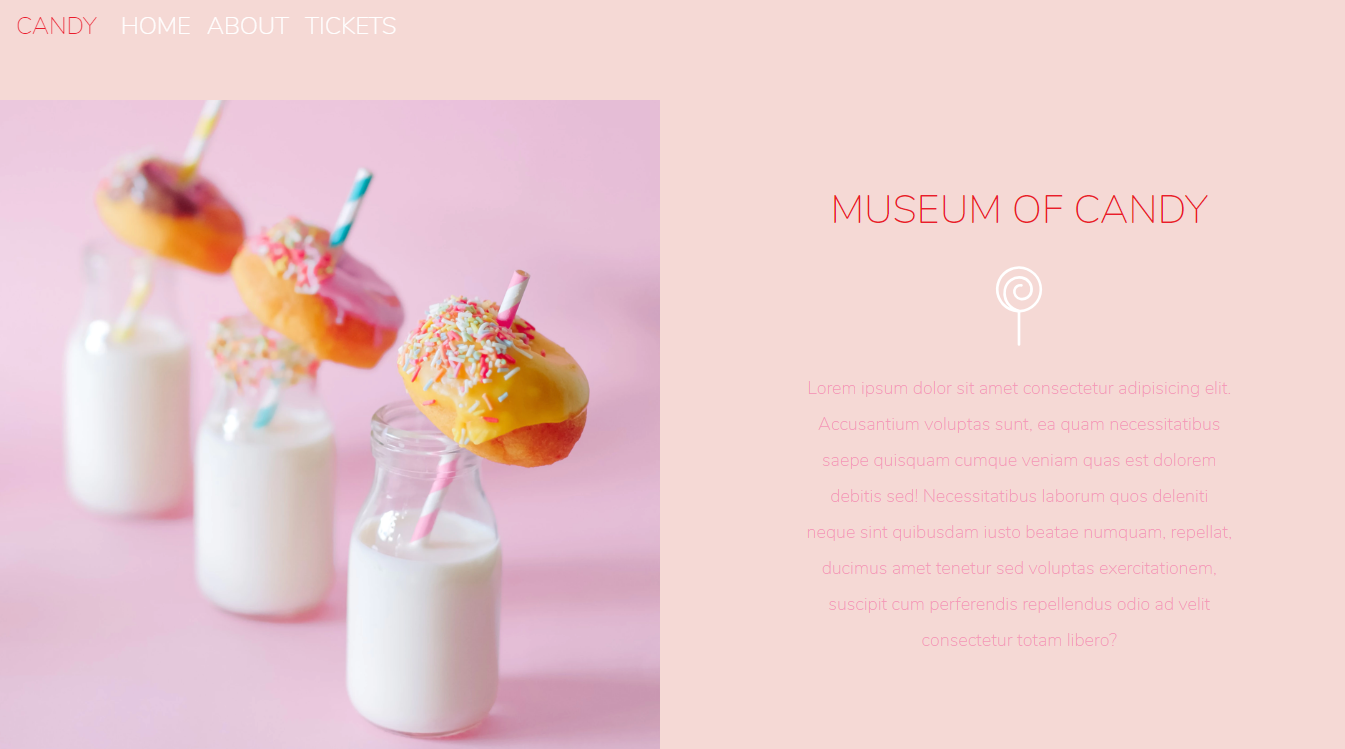 CANDY HOME ABOUT TICKETS
MUSEUM OF CANDY
Lorem ipsum dolor sit amet consectetur adipisicing elit.
Accusantium voluptas sunt, ea quam necessitatibus
saepe quisquam cumque veniam quas est dolorem
debitis sed! Necessitatibus laborum quos deleniti
neque sint quibusdam iusto beatae numquam, repellat,
ducimus amet tenetur sed voluptas exercitationem,
suscipit cum perferendis repellendus odio ad velit
consectetur totam libero?